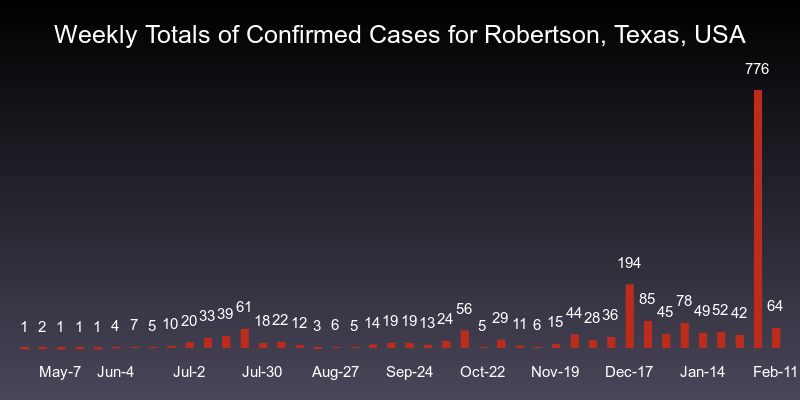 Weekly Totals of Confirmed Cases for Robertson, Texas, USA
776
194
1 2 1 1 1 4 7 5 10 20 33 39 61 18 22 12 3 6 5 14 19 19 13 24 56 5 29 11 6 15 44 28 36 85 45 78 49 52 42 64
May-7 Jun-4 Jul-2 Jul-30 Aug-27 Sep-24 Oct-22 Nov-19 Dec-17 Jan-14 Feb-11